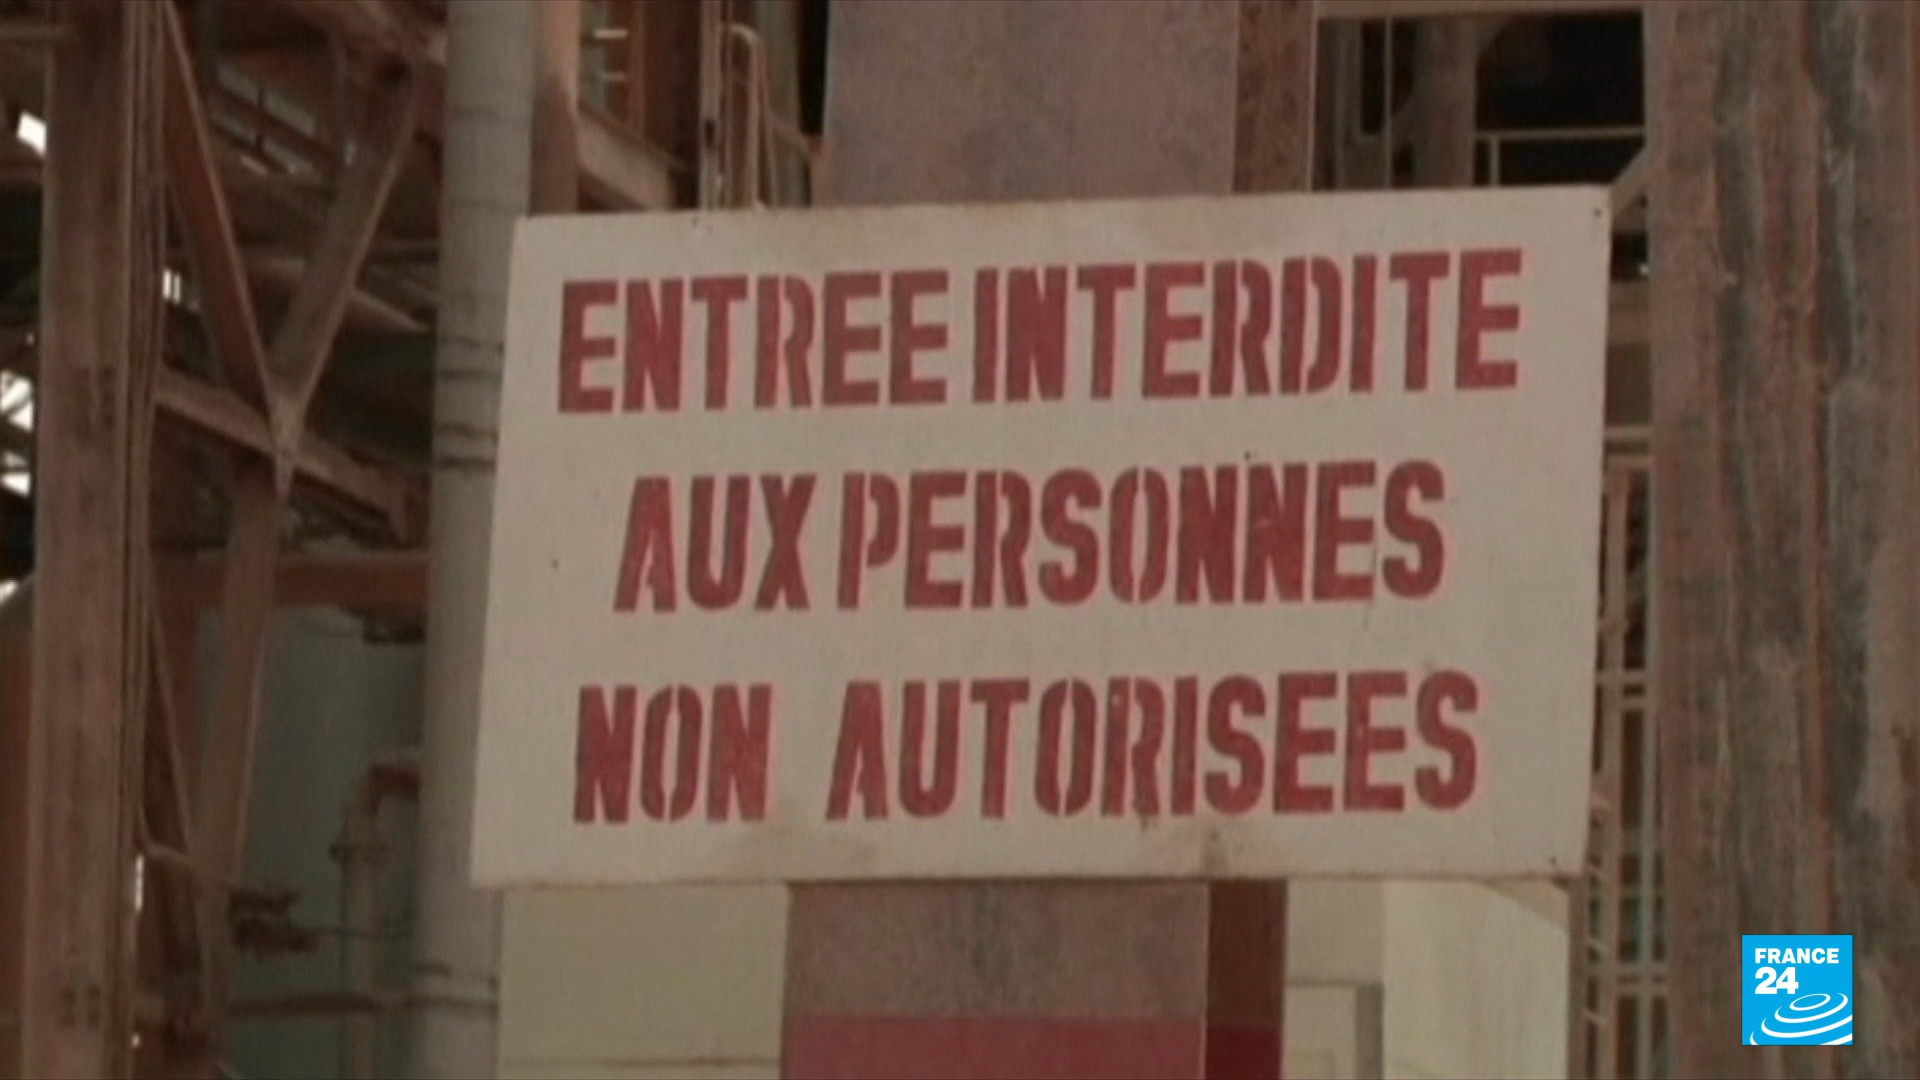 ENTREE INTERDITE
AUX PERSONNES
NON AUTORISEES
FRANCE
24